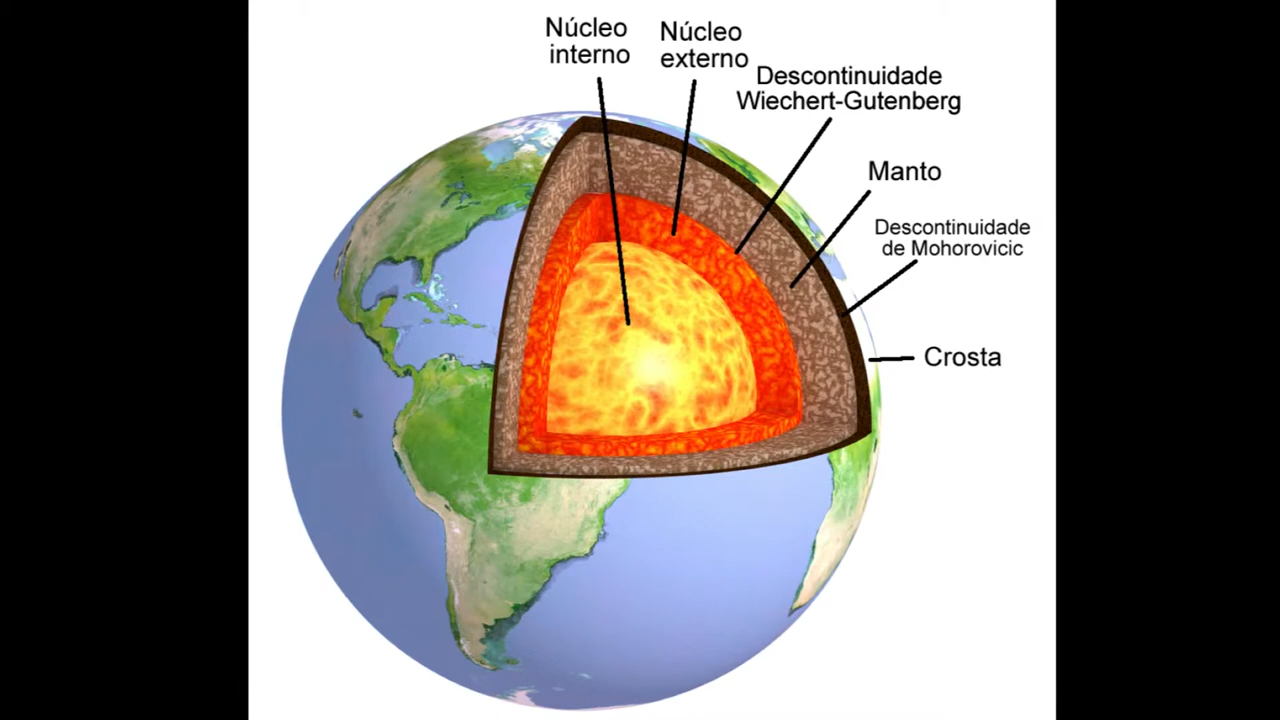 Núcleo
interno
Núcleo
externo
Descontinuidade
Wiechert-Gutenberg
Manto
Descontinuidade
de Mohorovicic
Crosta